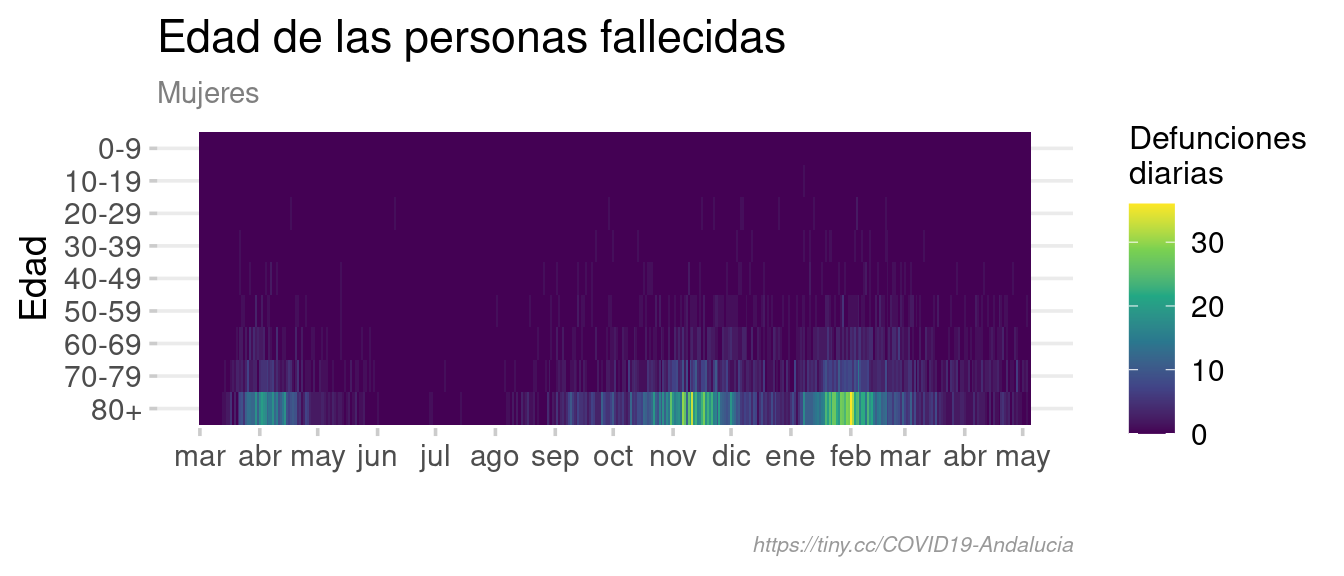 Edad de las personas fallecidas
Mujeres
Edad
0-9
10-19
20-29
30-39
40-49
50-59
60-69
70-79
80+
mar abr may jun jul ago sep oct nov dic ene feb mar abr may
Defunciones
diarias
30
20
10
0
https://tiny.cc/COVID19-Andalucia